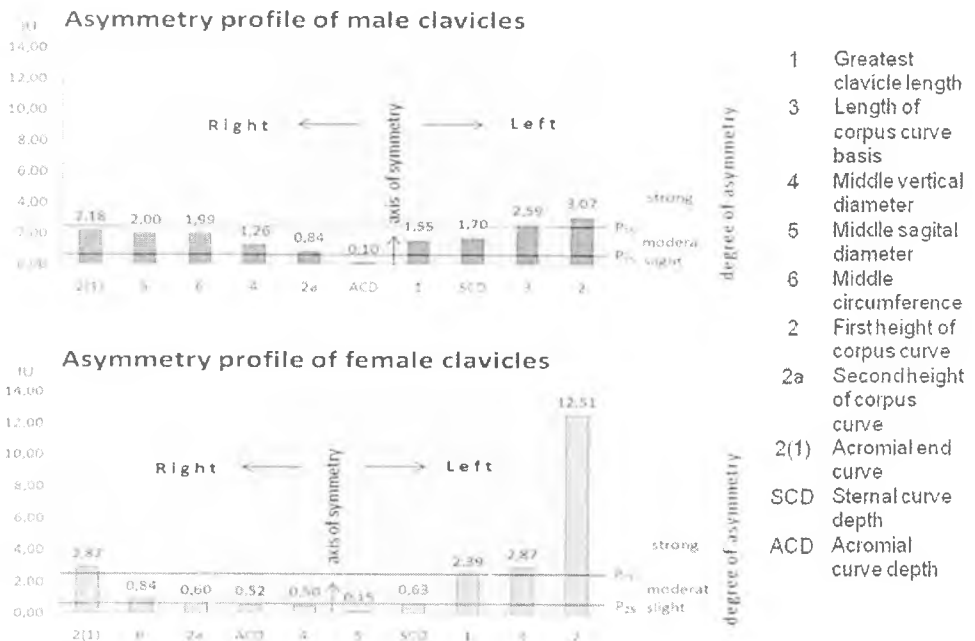 Asymmetry profile of male clavicles
14,00
12,00
10,00
8,00
6,00
4,00
2,00
0,00
Right
Left
axis of symmetry
degree of asymmetry
strong
slight
2,18
2,00
1,99
1,26
0,84
0,10
1,55
1,70
2,59
3,07
2(1)
5
6
4
2a
ACD
1
SCD
3
2
Asymmetry profile of female clavicles
fU
14,00
12,00
10,00
8,00
6,00
4,00
2,00
0,00
Right
Left
axis of symmetry
degree of asymmetry
strong
moderat
slight
P25
2,87
0,84
0,60
0,52
0,50
0,15
0,63
2,39
2,87
12,51
2(1)
6
2a
ACD
4
5
SCD
1
3
2
1 Greatest
clavicle length
3 Length of
corpus curve
basis
4 Middle vertical
diameter
5 Middle sagital
diameter
6 Middle
circumference
2 First height of
corpus curve
2a Second height
of corpus
curve
2(1) Acromial end
curve
SCD Sternal curve
depth
ACD Acromial
curve depth